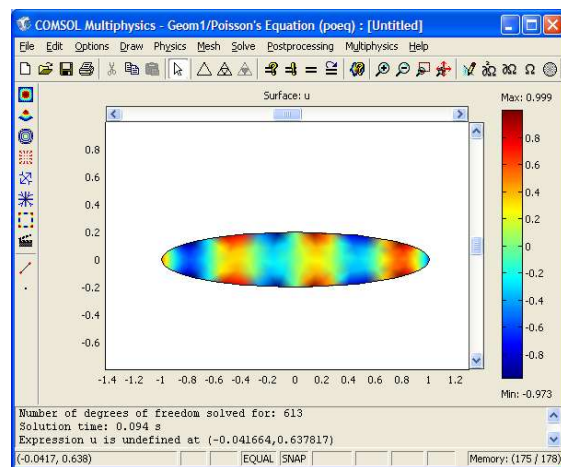 COMSOL Multiphysics - Geom1/Poisson's Equation (poeq) : [Untitled]
File Edit Options Draw Physics Mesh Solve Postprocessing Multiphysics Help
Surface: u
Max: 0.999
0.8
0.6
0.4
0.2
0
-0.2
-0.4
-0.6
-1.4 -1.2 -1 -0.8 -0.6 -0.4 -0.2 0 0.2 0.4 0.6 0.8 1 1.2
0.8
0.6
0.4
0.2
0
-0.2
-0.4
-0.6
-0.8
Min: -0.973
Number of degrees of freedom solved for: 613
Solution time: 0.094 s
Expression u is undefined at (-0.041664,0.637817)
(-0.0417, 0.638) EQUAL SNAP Memory: (175 / 178)